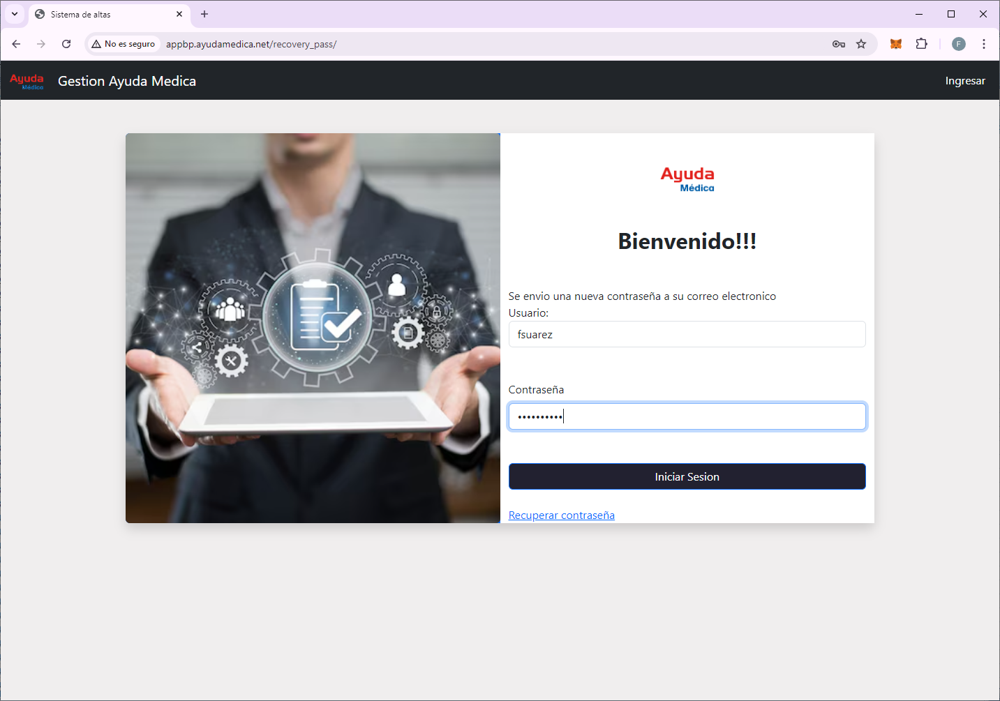 Sistema de altas
No es seguro
appbp.ayudamedica.net/recovery_pass/
F
Ayuda
Médica
Gestion Ayuda Medica
Ingresar
Ayuda
Médica
Bienvenido!!!
Se envio una nueva contraseña a su correo electronico
Usuario:
fsuarez
Contraseña
••••••••••
Iniciar Sesion
Recuperar contraseña